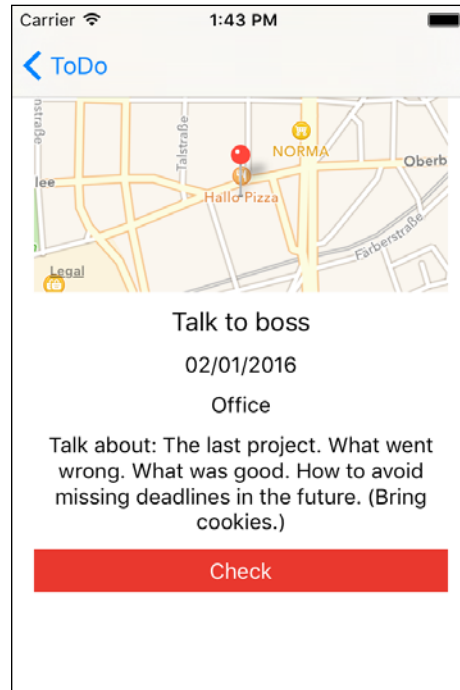 Carrier
1:43 PM
ToDo
Talstraße
NORMA
Oberb
lee
Hallo Pizza
Färberstraße
Legal
Talk to boss
02/01/2016
Office
Talk about: The last project. What went
wrong. What was good. How to avoid
missing deadlines in the future. (Bring
cookies.)
Check